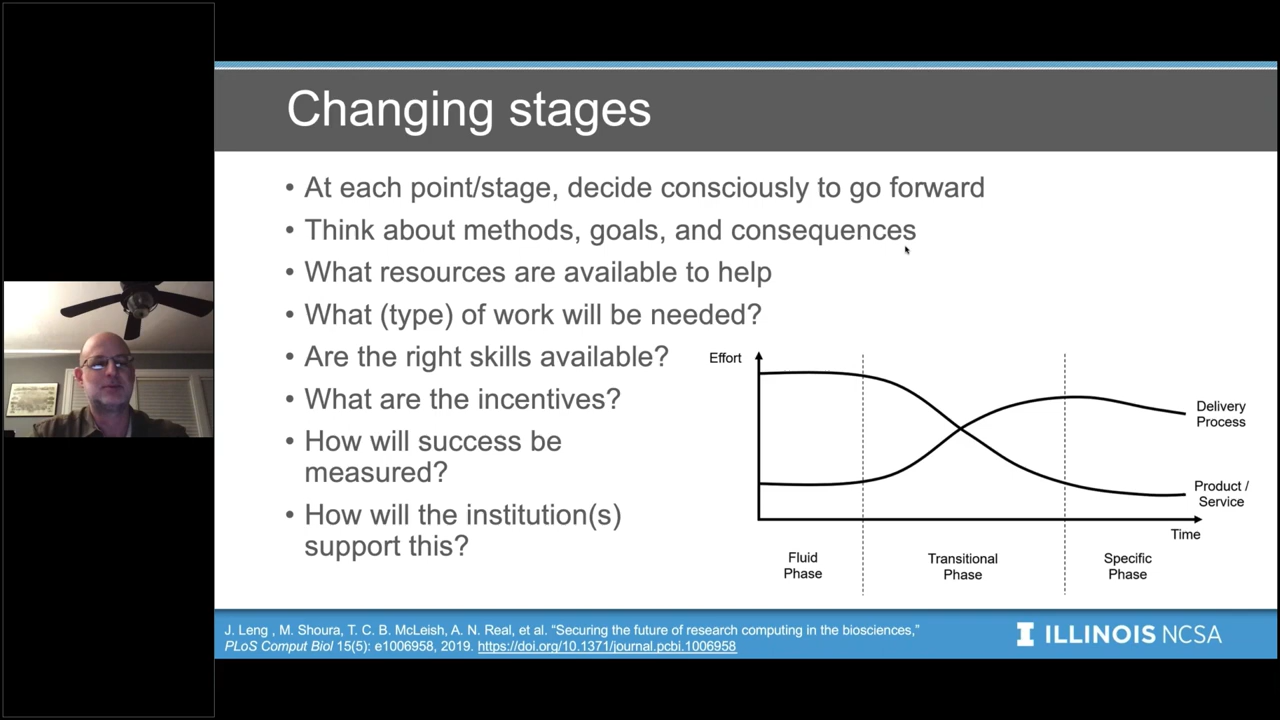 Changing stages
• At each point/stage, decide consciously to go forward
• Think about methods, goals, and consequences
• What resources are available to help
• What (type) of work will be needed?
• Are the right skills available?
• What are the incentives?
• How will success be
measured?
• How will the institution(s)
support this?
Effort
Delivery
Process
Product /
Service
Time
Fluid
Phase
Transitional
Phase
Specific
Phase
J. Leng , M. Shoura, T. C. B. McLeish, A. N. Real, et al. “Securing the future of research computing in the biosciences,”
PLoS Comput Biol 15(5): e1006958, 2019. https://doi.org/10.1371/journal.pcbi.1006958
I ILLINOIS NCSA